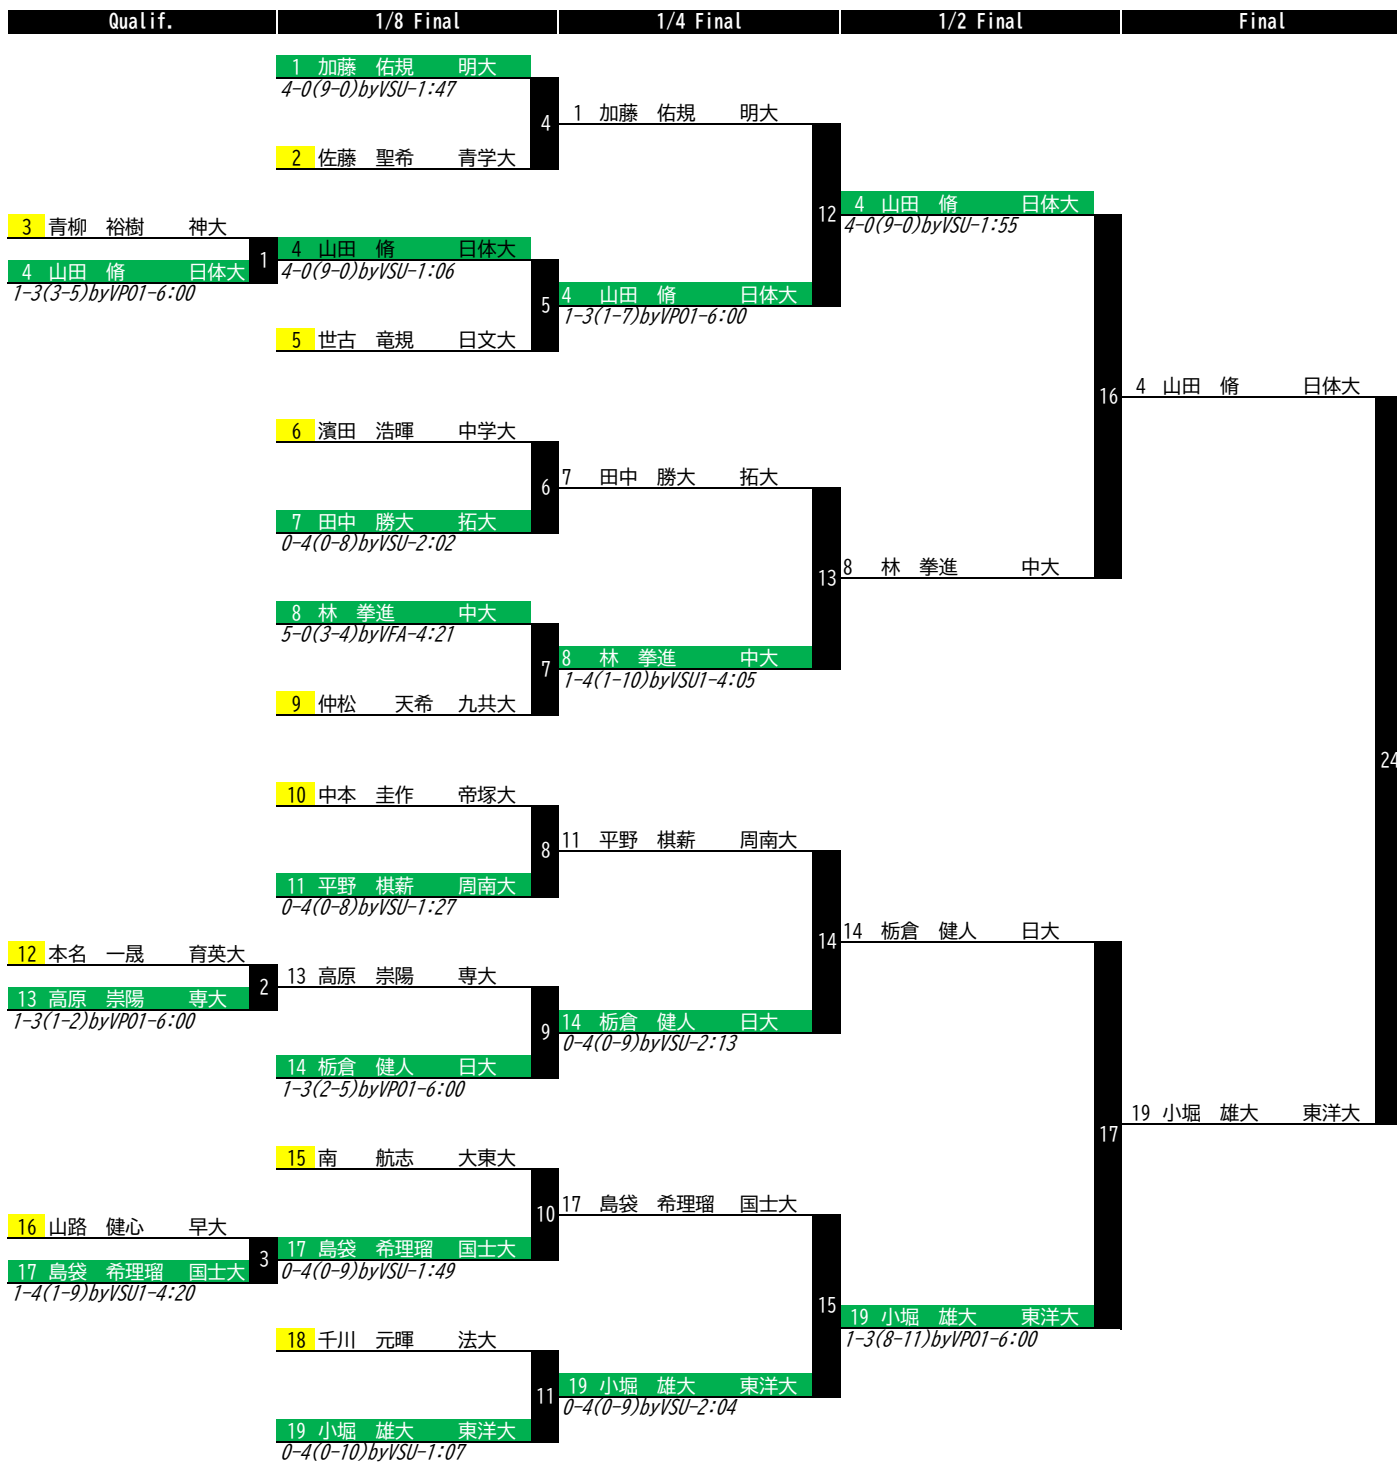 Qualif. 1/8 Final 1/4 Final 1/2 Final Final
1 加藤 佑規 明大
4-0(9-0)byVSU-1:47
1 加藤 佑規 明大
4
2 佐藤 聖希 青学大
4 山田 脩 日体大
12
4-0(9-0)byVSU-1:55
3 青柳 裕樹 神大
4 山田 脩 日体大
1
4 山田 脩 日体大
4-0(9-0)byVSU-1:06
1-3(3-5)byVPO1-6:00
4 山田 脩 日体大
5
1-3(1-7)byVPO1-6:00
5 世古 竜規 日文大
4 山田 脩 日体大
16
6 濱田 浩暉 中学大
7 田中 勝大 拓大
6
7 田中 勝大 拓大
0-4(0-8)byVSU-2:02
8 林 拳進 中大
13
8 林 拳進 中大
5-0(3-4)byVFA-4:21
8 林 拳進 中大
7
1-4(1-10)byVSU1-4:05
9 仲松 天希 九共大
24
10 中本 圭作 帝塚大
11 平野 棋薪 周南大
8
11 平野 棋薪 周南大
0-4(0-8)byVSU-1:27
14 栃倉 健人 日大
14
12 本名 一晟 育英大
13 高原 崇陽 専大
2
13 高原 崇陽 専大
1-3(1-2)byVPO1-6:00
14 栃倉 健人 日大
9
0-4(0-9)byVSU-2:13
14 栃倉 健人 日大
1-3(2-5)byVPO1-6:00
19 小堀 雄大 東洋大
17
15 南 航志 大東大
17 島袋 希理瑠 国士大
10
16 山路 健心 早大
17 島袋 希理瑠 国士大
3
17 島袋 希理瑠 国士大
0-4(0-9)byVSU-1:49
1-4(1-9)byVSU1-4:20
15
19 小堀 雄大 東洋大
1-3(8-11)byVPO1-6:00
18 千川 元暉 法大
19 小堀 雄大 東洋大
11
0-4(0-9)byVSU-2:04
19 小堀 雄大 東洋大
0-4(0-10)byVSU-1:07